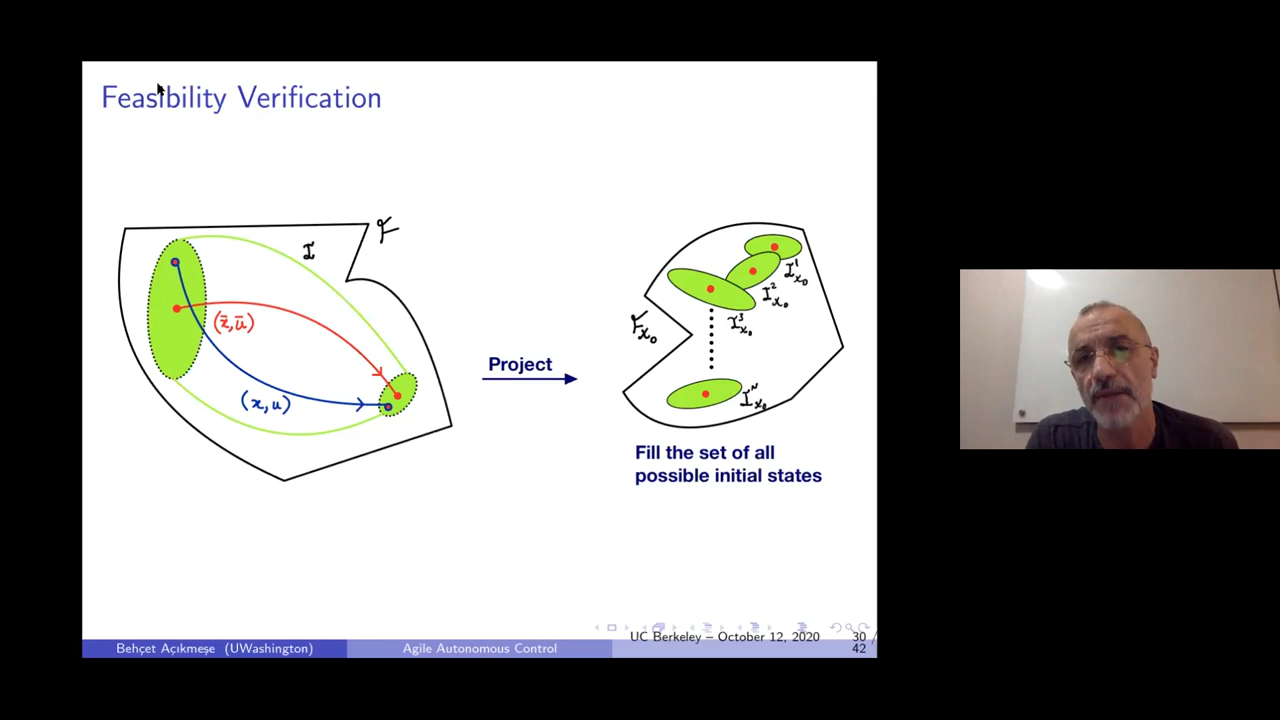 Feasibility Verification
ℱ
ℐ
(x̄, ū)
(x, u)
Project
ℱx₀
ℐ¹x₀
ℐ²x₀
ℐ³x₀
ℐᴺx₀
Fill the set of all
possible initial states
UC Berkeley – October 12, 2020 30 /
Behçet Açıkmeşe (UWashington) Agile Autonomous Control 42